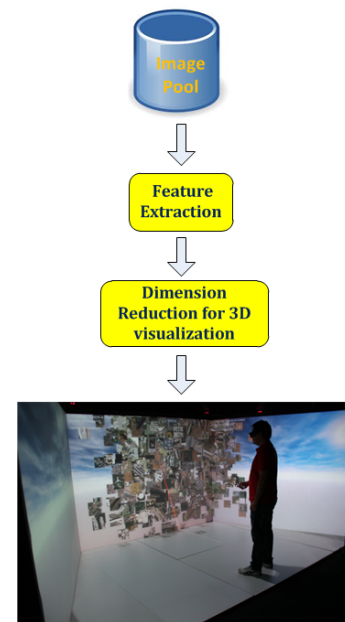 Image
Pool
Feature
Extraction
Dimension
Reduction for 3D
visualization